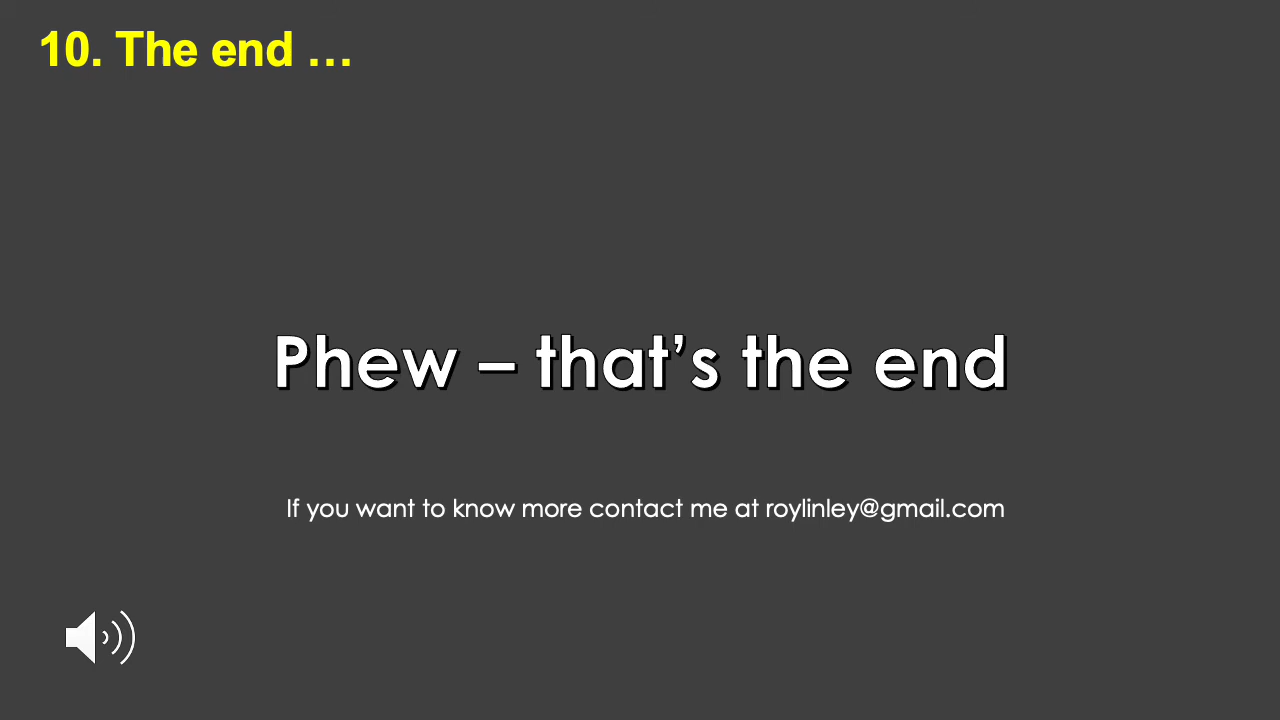 10. The end …
Phew – that’s the end
If you want to know more contact me at roylinley@gmail.com